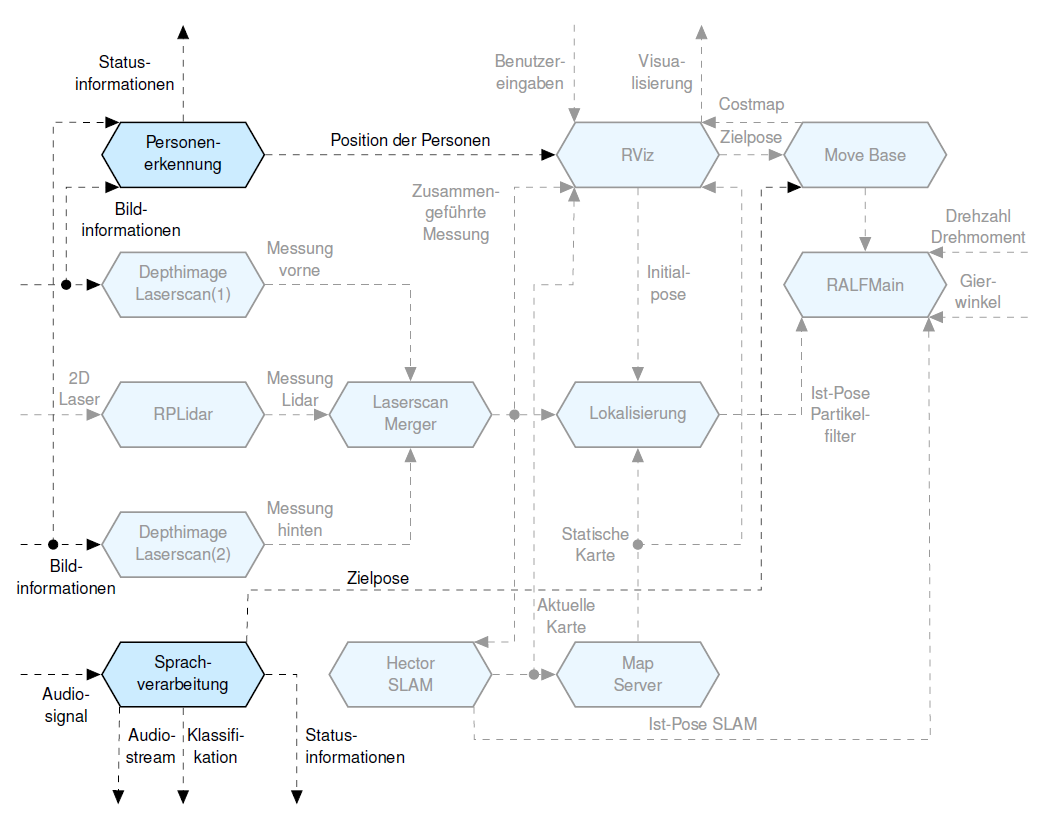 Status-
informationen
Benutzer-
eingaben
Visua-
lisierung
Costmap
Personen-
erkennung
Position der Personen
RViz
Zielpose
Move Base
Zusammen-
geführte
Messung
Bild-
informationen
Drehzahl
Drehmoment
Messung
vorne
Depthimage
Laserscan(1)
Initial-
pose
RALFMain
Gier-
winkel
2D
Laser
RPLidar
Messung
Lidar
Laserscan
Merger
Lokalisierung
Ist-Pose
Partikel-
filter
Messung
hinten
Depthimage
Laserscan(2)
Statische
Karte
Bild-
informationen
Zielpose
Aktuelle
Karte
Sprach-
verarbeitung
Hector
SLAM
Map
Server
Audio-
signal
Ist-Pose SLAM
Audio-
stream
Klassifi-
kation
Status-
informationen